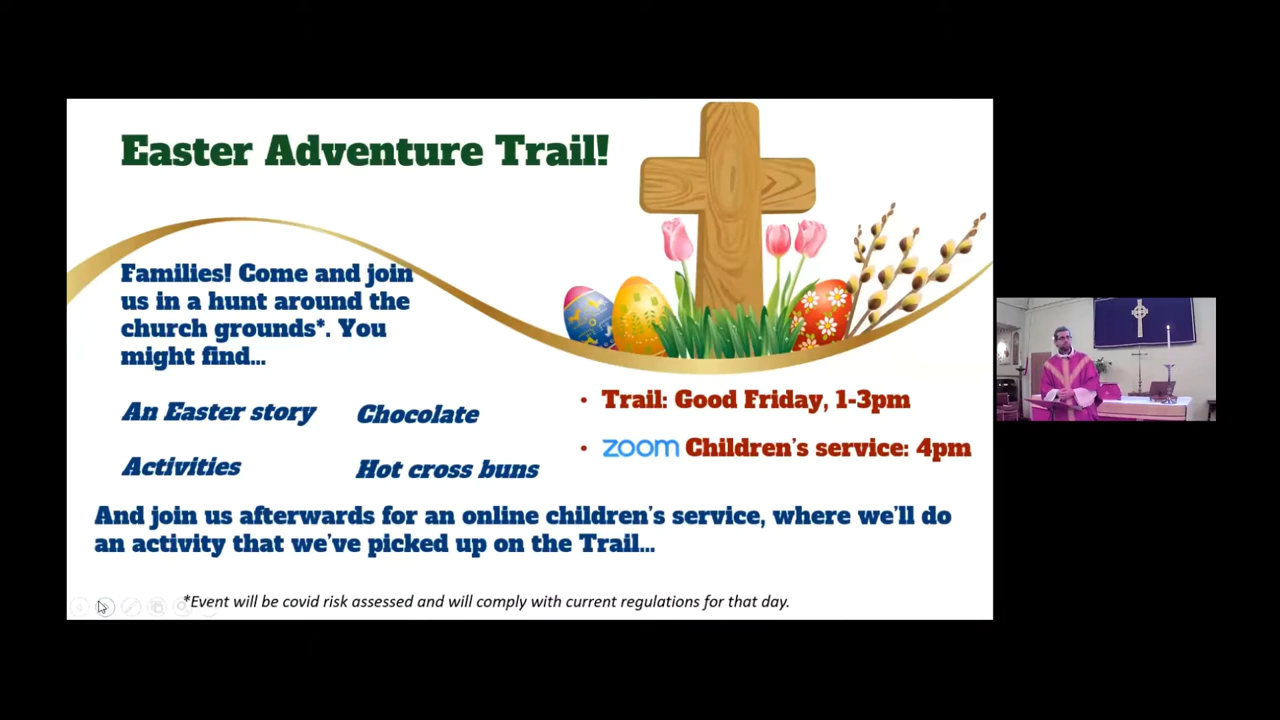 Easter Adventure Trail!
Families! Come and join
us in a hunt around the
church grounds*. You
might find...
An Easter story
Chocolate
Activities
Hot cross buns
• Trail: Good Friday, 1-3pm
• zoom Children's service: 4pm
And join us afterwards for an online children's service, where we'll do
an activity that we've picked up on the Trail...
*Event will be covid risk assessed and will comply with current regulations for that day.